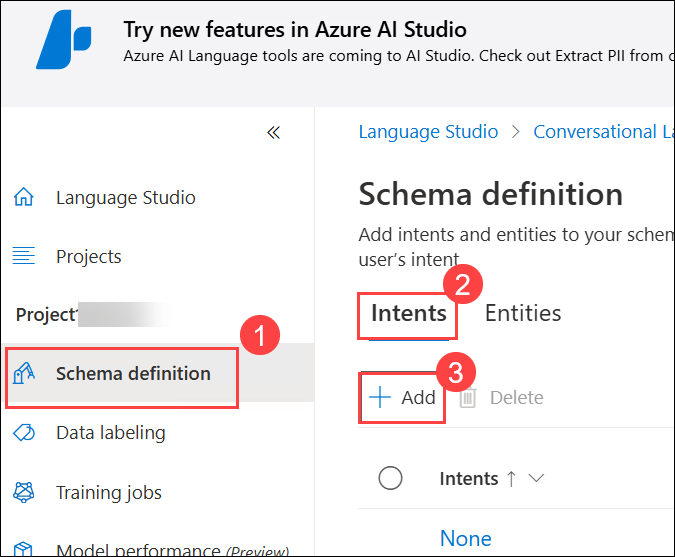 Try new features in Azure AI Studio
Azure AI Language tools are coming to AI Studio. Check out Extract PII from
Language Studio > Conversational La
Language Studio
Schema definition
Add intents and entities to your schem
user's intent
Projects
Project
1
2
Intents
Entities
Schema definition
3
+ Add
Delete
Data labeling
Intents ↑
Training jobs
None
Model performance (Preview)